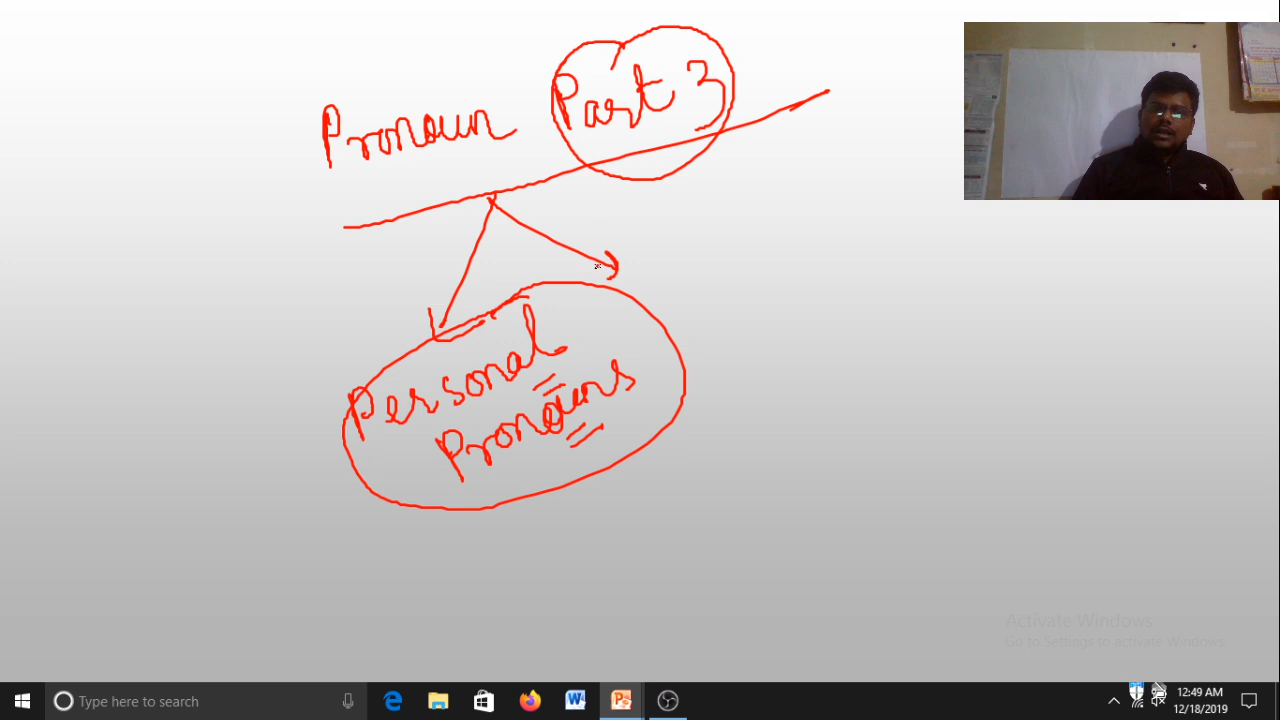 Pronoun Part 3
Personal
Pronouns
Activate Windows
Go to Settings to activate Windows.
Type here to search
12:49 AM
12/18/2019